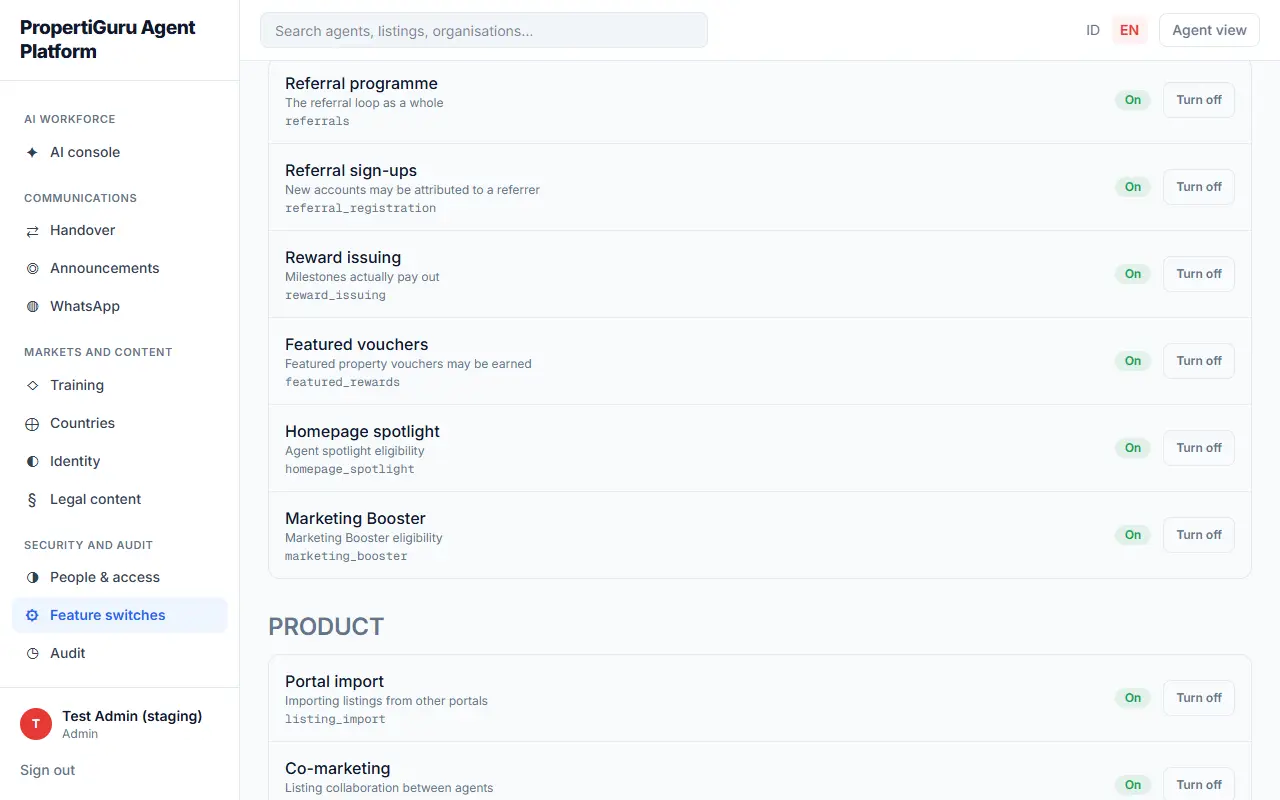 PropertiGuru Agent
Platform
Search agents, listings, organisations...
ID
EN
Agent view
AI WORKFORCE
AI console
COMMUNICATIONS
Handover
Announcements
WhatsApp
MARKETS AND CONTENT
Training
Countries
Identity
§ Legal content
SECURITY AND AUDIT
People & access
Feature switches
Audit
T
Test Admin (staging)
Admin
Sign out
Referral programme
The referral loop as a whole
referrals
On
Turn off
Referral sign-ups
New accounts may be attributed to a referrer
referral_registration
On
Turn off
Reward issuing
Milestones actually pay out
reward_issuing
On
Turn off
Featured vouchers
Featured property vouchers may be earned
featured_rewards
On
Turn off
Homepage spotlight
Agent spotlight eligibility
homepage_spotlight
On
Turn off
Marketing Booster
Marketing Booster eligibility
marketing_booster
On
Turn off
PRODUCT
Portal import
Importing listings from other portals
listing_import
On
Turn off
Co-marketing
Listing collaboration between agents
On
Turn off